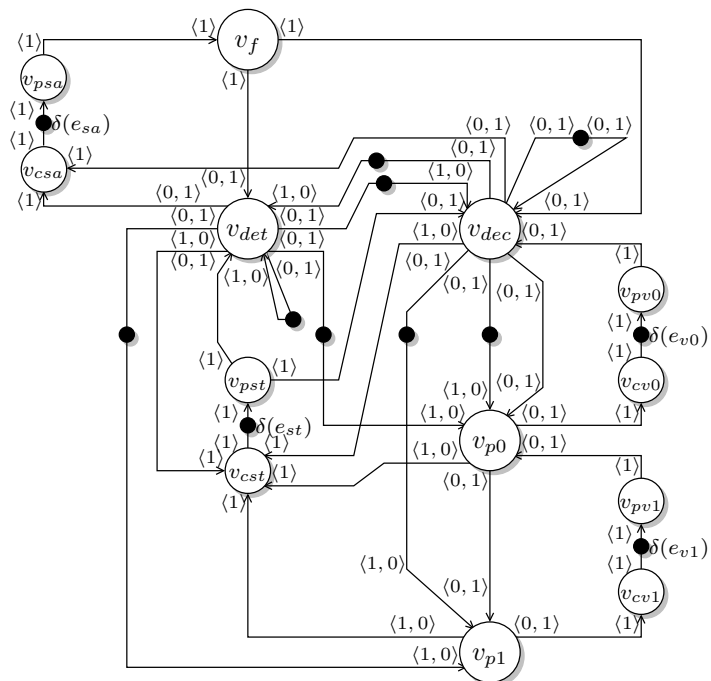 ⟨1⟩ ⟨1⟩ v_f ⟨1⟩
⟨1⟩
v_psa
⟨1⟩
δ(e_sa)
⟨1⟩ ⟨0, 1⟩ ⟨0, 1⟩ ⟨0, 1⟩
⟨1⟩ ⟨0, 1⟩
v_csa ⟨1⟩ ⟨0, 1⟩ ⟨1, 0⟩
⟨1⟩ ⟨0, 1⟩ ⟨1, 0⟩ ⟨0, 1⟩ ⟨0, 1⟩
⟨0, 1⟩ v_det ⟨0, 1⟩ v_dec
⟨1, 0⟩ ⟨0, 1⟩ ⟨1, 0⟩ ⟨0, 1⟩
⟨0, 1⟩ ⟨1, 0⟩ ⟨0, 1⟩ ⟨0, 1⟩ ⟨1⟩
⟨0, 1⟩ ⟨0, 1⟩ v_pv0
⟨1⟩
δ(e_v0)
⟨1⟩ ⟨1⟩ ⟨1⟩
v_pst ⟨1, 0⟩ ⟨0, 1⟩ v_cv0
⟨1⟩ ⟨1, 0⟩ ⟨0, 1⟩ ⟨1⟩
δ(e_st)
⟨1⟩ ⟨1⟩ ⟨1, 0⟩ v_p0 ⟨0, 1⟩
⟨1⟩ v_cst ⟨1⟩ ⟨0, 1⟩ ⟨1⟩
⟨1⟩ v_pv1
⟨1⟩
δ(e_v1)
⟨1, 0⟩ ⟨1⟩
⟨0, 1⟩ v_cv1
⟨1, 0⟩ ⟨0, 1⟩ ⟨1⟩
⟨1, 0⟩ v_p1